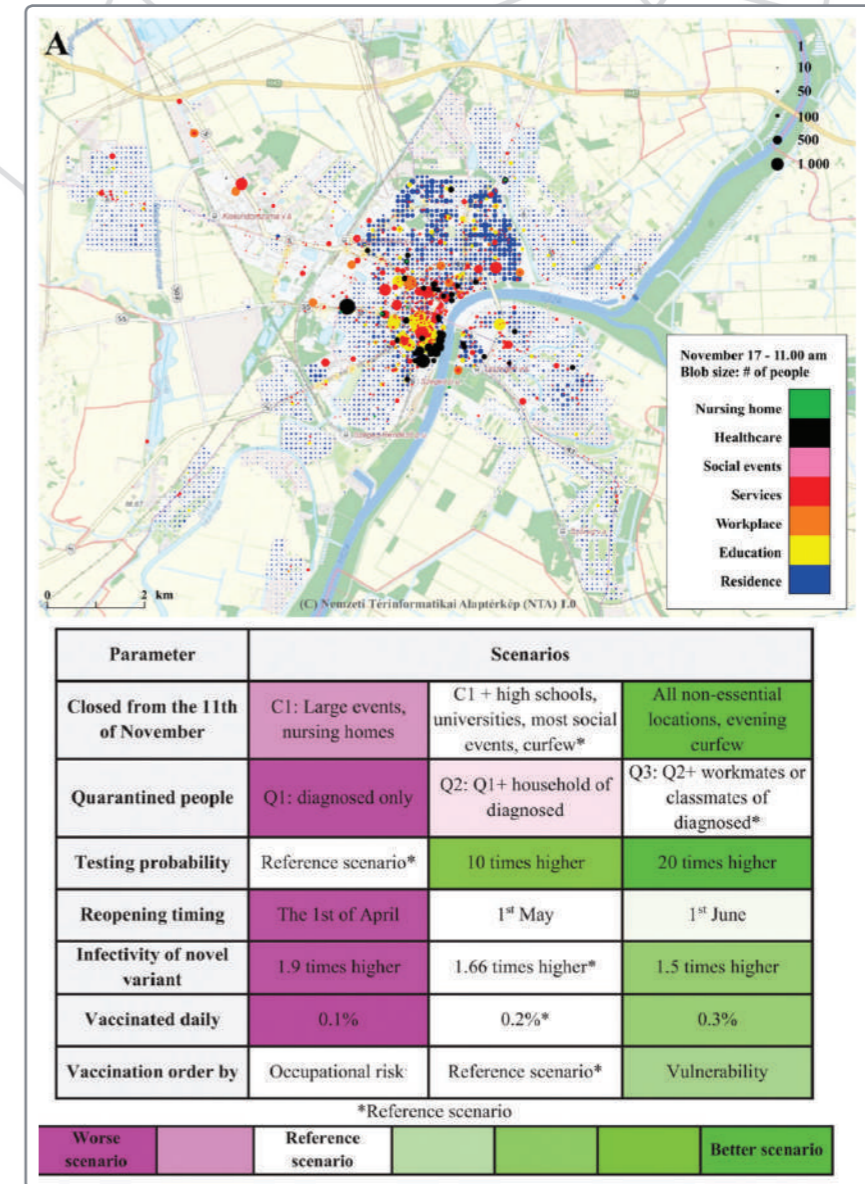 A
1
10
50
100
500
1 000
November 17 - 11.00 am
Blob size: # of people
Nursing home
Healthcare
Social events
Services
Workplace
Education
Residence
0 2 km
(C) Nemzeti Térinformatikai Alaptérkép (NTA) 1.0
Parameter Scenarios
Closed from the 11th
of November
C1: Large events,
nursing homes
C1 + high schools,
universities, most social
events, curfew*
All non-essential
locations, evening
curfew
Quarantined people
Q1: diagnosed only
Q2: Q1+ household of
diagnosed
Q3: Q2+ workmates or
classmates of
diagnosed*
Testing probability
Reference scenario*
10 times higher
20 times higher
Reopening timing
The 1st of April
1st May
1st June
Infectivity of novel
variant
1.9 times higher
1.66 times higher*
1.5 times higher
Vaccinated daily
0.1%
0.2%*
0.3%
Vaccination order by
Occupational risk
Reference scenario*
Vulnerability
*Reference scenario
Worse
scenario
Reference
scenario
Better scenario